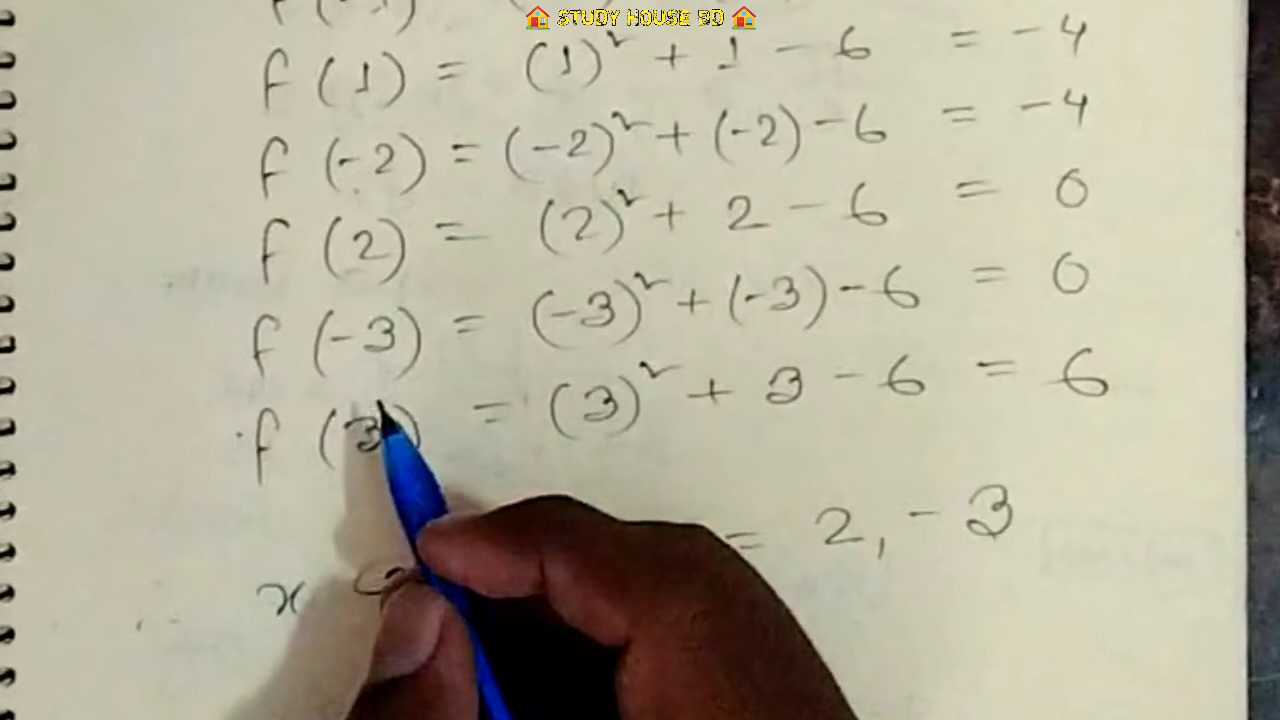 🏠 STUDY HOUSE BD 🏠
f(1) = (1)² + 1 - 6 = -4
f(-2) = (-2)² + (-2) - 6 = -4
f(2) = (2)² + 2 - 6 = 0
f(-3) = (-3)² + (-3) - 6 = 0
f(3) = (3)² + 3 - 6 = 6
x = 2, -3